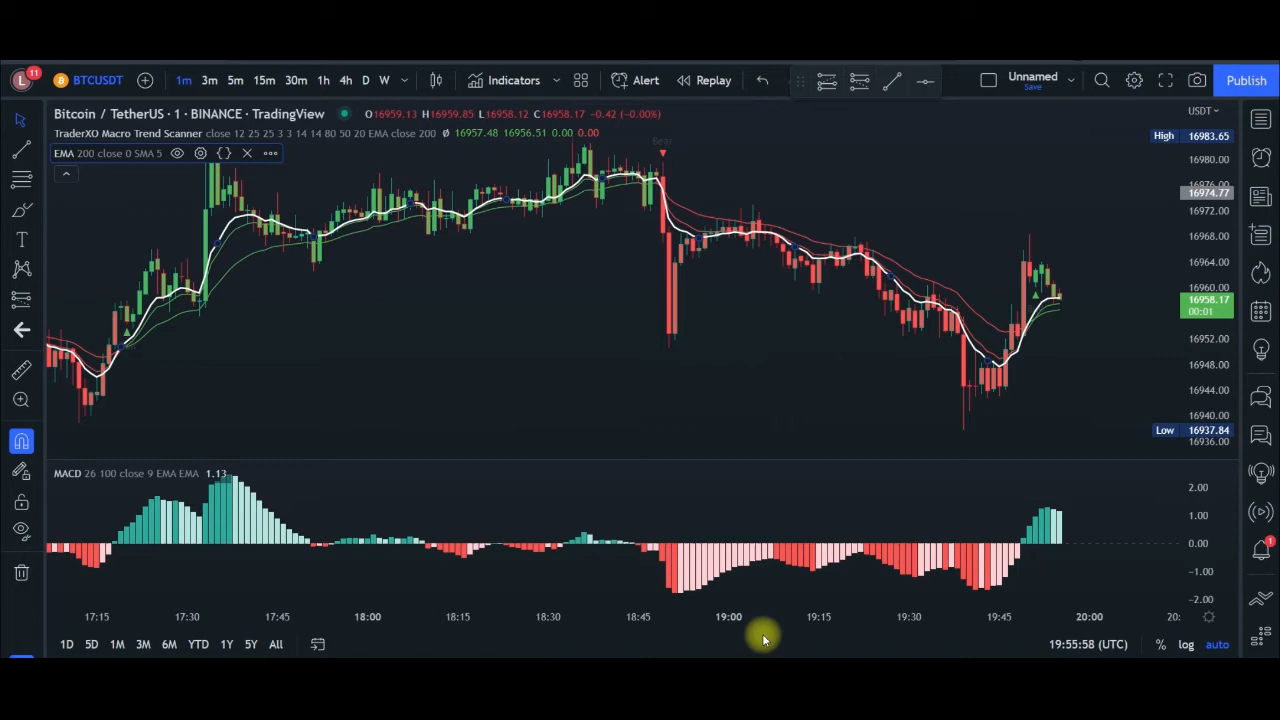 L 11 BTCUSDT 1m 3m 5m 15m 30m 1h 4h D W Indicators Alert Replay Unnamed Save Publish
Bitcoin / TetherUS · 1 · BINANCE · TradingView O16959.13 H16959.85 L16958.12 C16958.17 −0.42 (−0.00%) USDT
TraderXO Macro Trend Scanner close 12 25 25 3 3 14 14 80 50 20 EMA close 200 Ø 16957.48 16956.51 0.00 0.00
High 16983.65
Bear
EMA 200 close 0 SMA 5
16980.00
16976.00
16974.77
16972.00
16968.00
16964.00
16960.00
16958.17
00:01
16952.00
16948.00
16944.00
16940.00
Low 16937.84
16936.00
MACD 26 100 close 9 EMA EMA 1.13
2.00
1.00
0.00
−1.00
−2.00
1
17:15 17:30 17:45 18:00 18:15 18:30 18:45 19:00 19:15 19:30 19:45 20:00 20:
1D 5D 1M 3M 6M YTD 1Y 5Y All 19:55:58 (UTC) % log auto